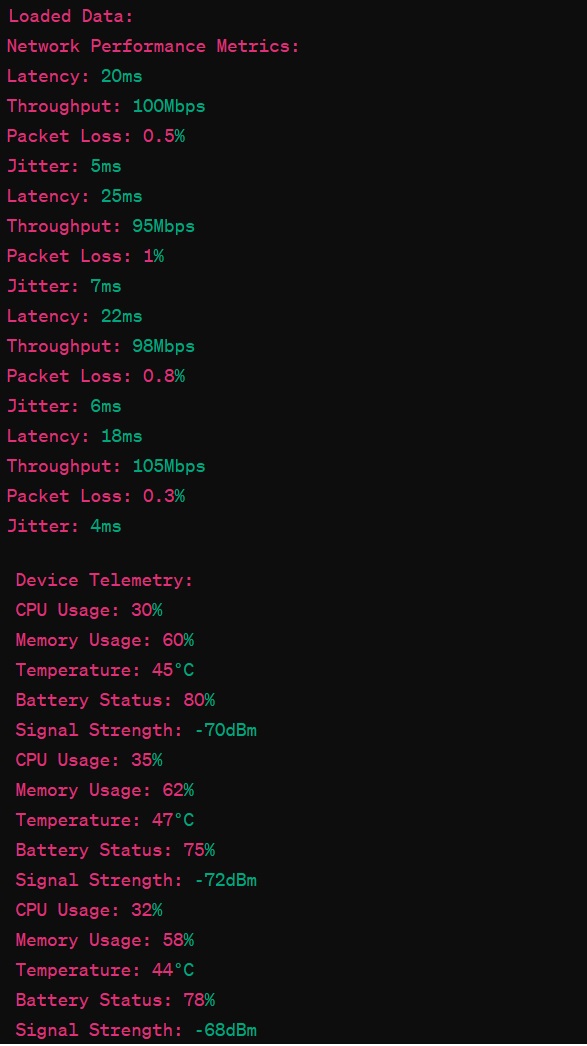 Loaded Data:
Network Performance Metrics:
Latency: 20ms
Throughput: 100Mbps
Packet Loss: 0.5%
Jitter: 5ms
Latency: 25ms
Throughput: 95Mbps
Packet Loss: 1%
Jitter: 7ms
Latency: 22ms
Throughput: 98Mbps
Packet Loss: 0.8%
Jitter: 6ms
Latency: 18ms
Throughput: 105Mbps
Packet Loss: 0.3%
Jitter: 4ms
Device Telemetry:
CPU Usage: 30%
Memory Usage: 60%
Temperature: 45°C
Battery Status: 80%
Signal Strength: -70dBm
CPU Usage: 35%
Memory Usage: 62%
Temperature: 47°C
Battery Status: 75%
Signal Strength: -72dBm
CPU Usage: 32%
Memory Usage: 58%
Temperature: 44°C
Battery Status: 78%
Signal Strength: -68dBm